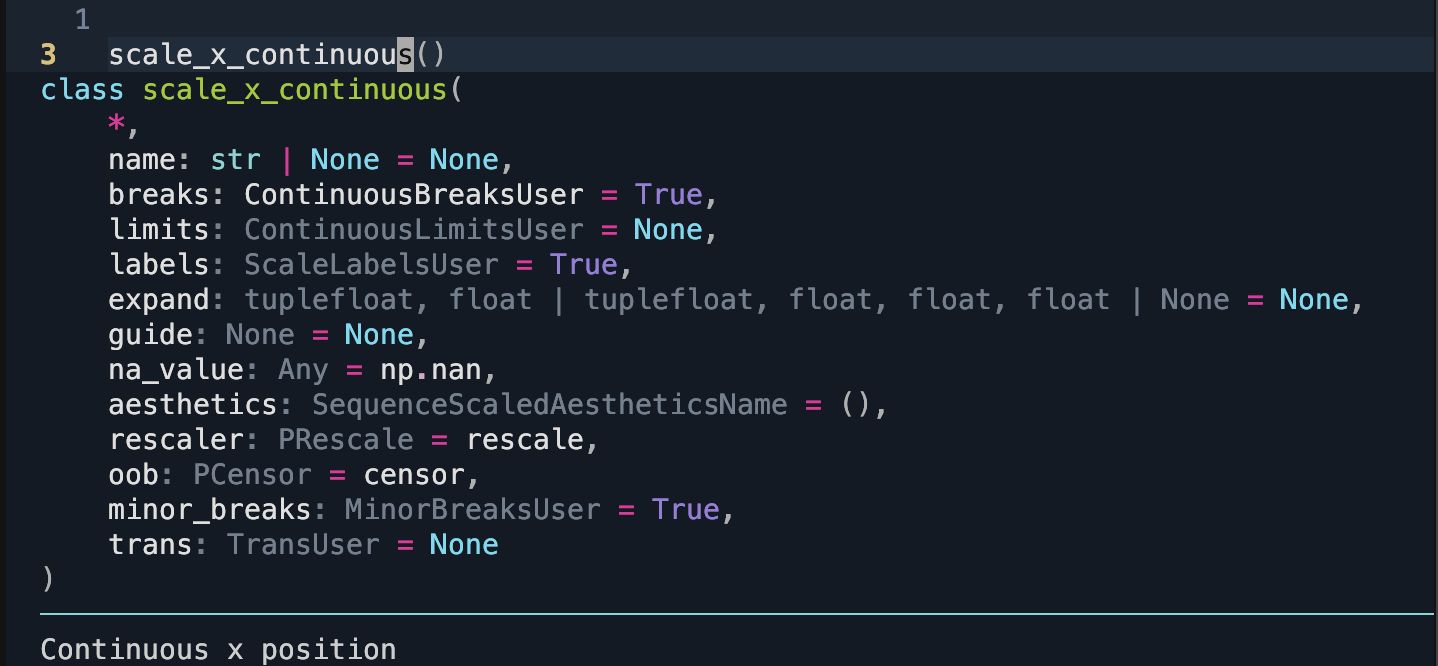 1
3 scale_x_continuous()
class scale_x_continuous(
*,
name: str | None = None,
breaks: ContinuousBreaksUser = True,
limits: ContinuousLimitsUser = None,
labels: ScaleLabelsUser = True,
expand: tuplefloat, float | tuplefloat, float, float, float | None = None,
guide: None = None,
na_value: Any = np.nan,
aesthetics: SequenceScaledAestheticsName = (),
rescaler: PRescale = rescale,
oob: PCensor = censor,
minor_breaks: MinorBreaksUser = True,
trans: TransUser = None
)
Continuous x position